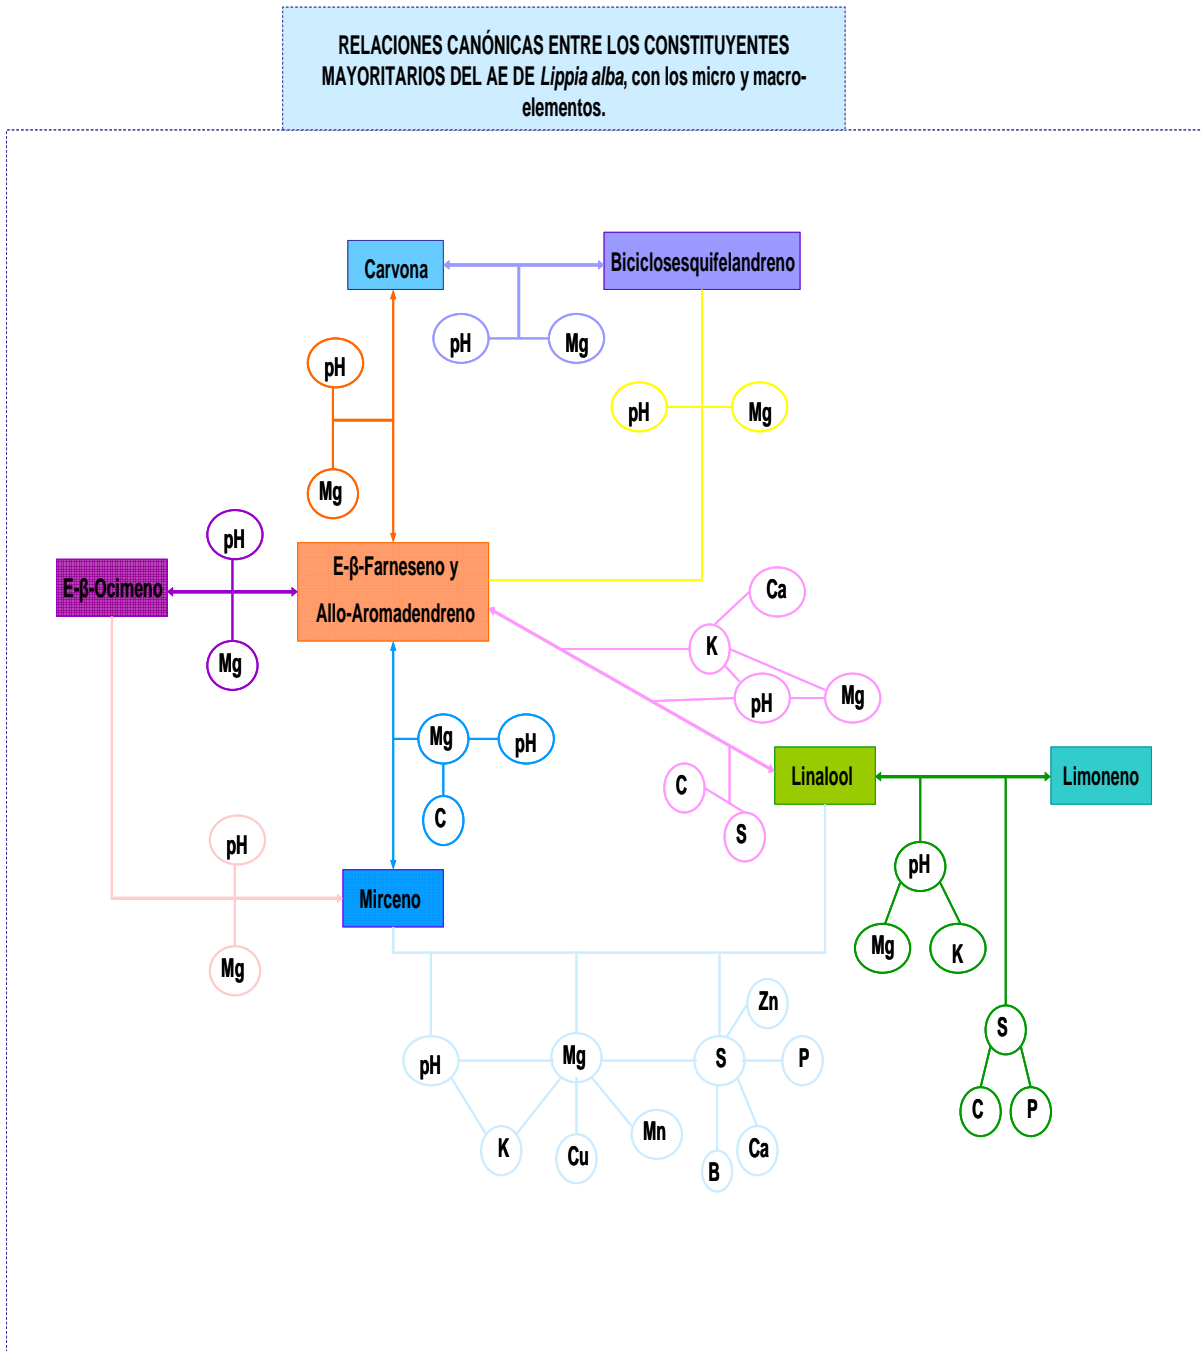 RELACIONES CANÓNICAS ENTRE LOS CONSTITUYENTES
MAYORITARIOS DEL AE DE Lippia alba, con los micro y macro-
elementos.
Carvona
Biciclosesquifelandreno
pH
Mg
pH
Mg
pH
Mg
pH
Mg
E-β-Ocimeno
E-β-Farneseno y
Allo-Aromadendreno
Ca
K
pH
Mg
Mg
pH
C
C
S
Linalool
Limoneno
pH
Mg
Mirceno
pH
Mg
K
Zn
pH
Mg
S
P
K
Cu
Mn
B
Ca
S
C
P